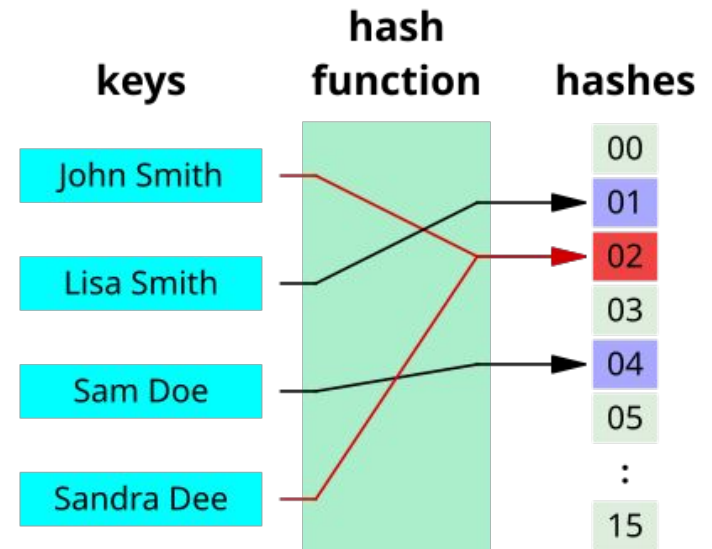 hash
keys function hashes
John Smith
Lisa Smith
Sam Doe
Sandra Dee
00
01
02
03
04
05
:
15